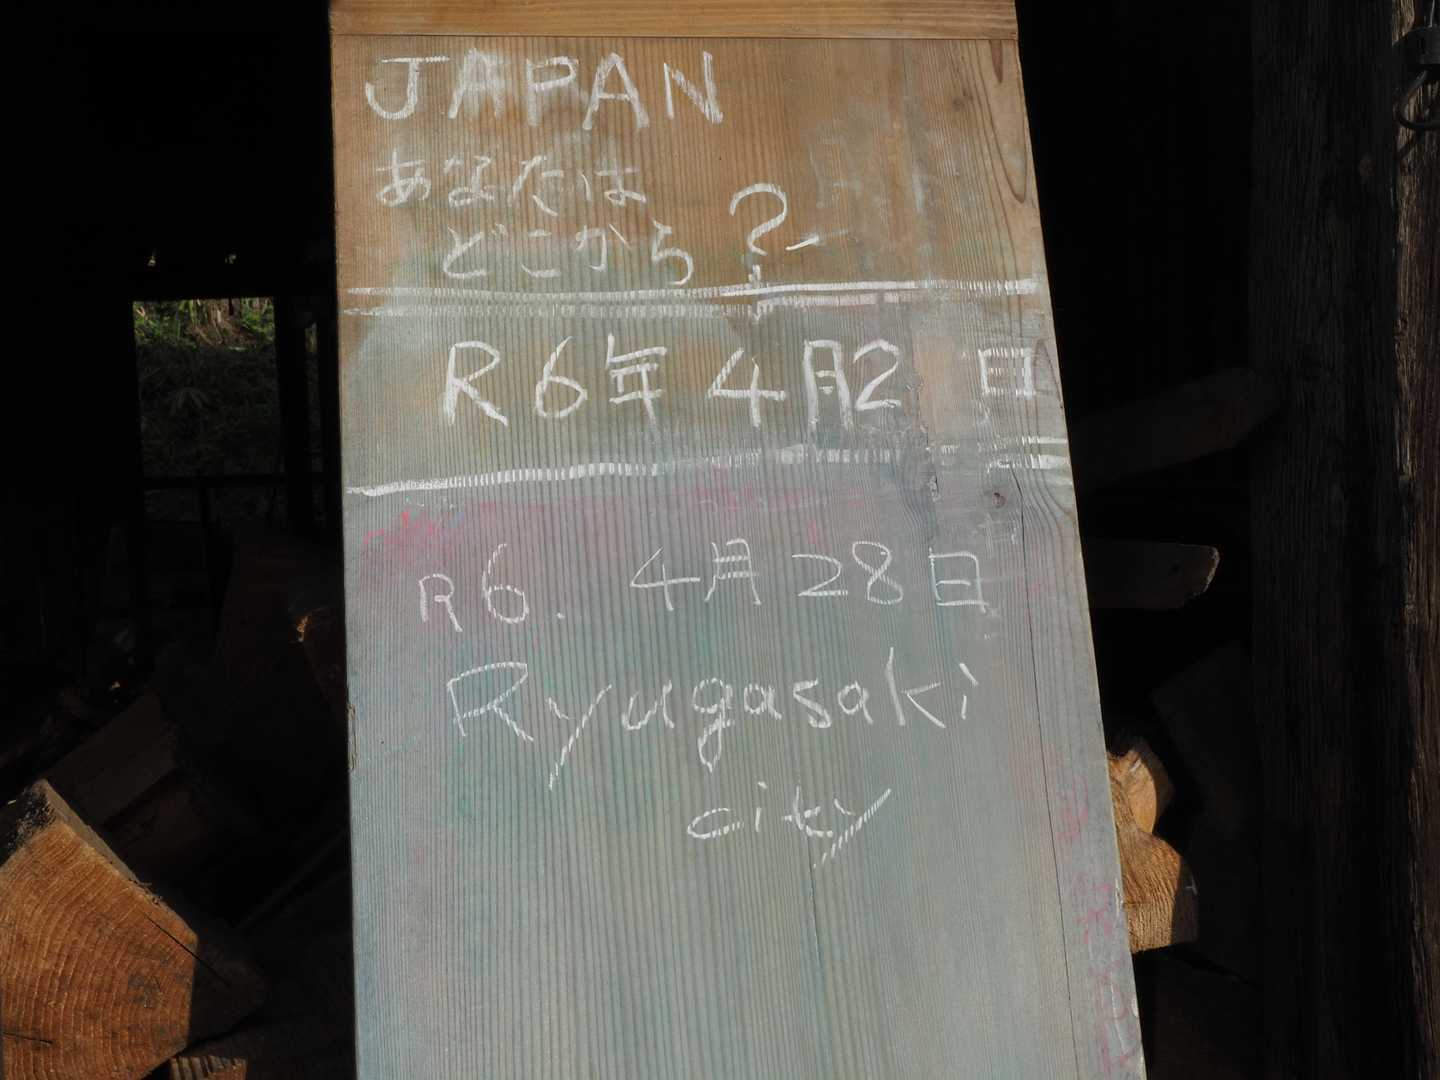 JAPAN
あなたは
どこから?
R6年4月2 日
R6. 4月28日
Ryugasaki
city